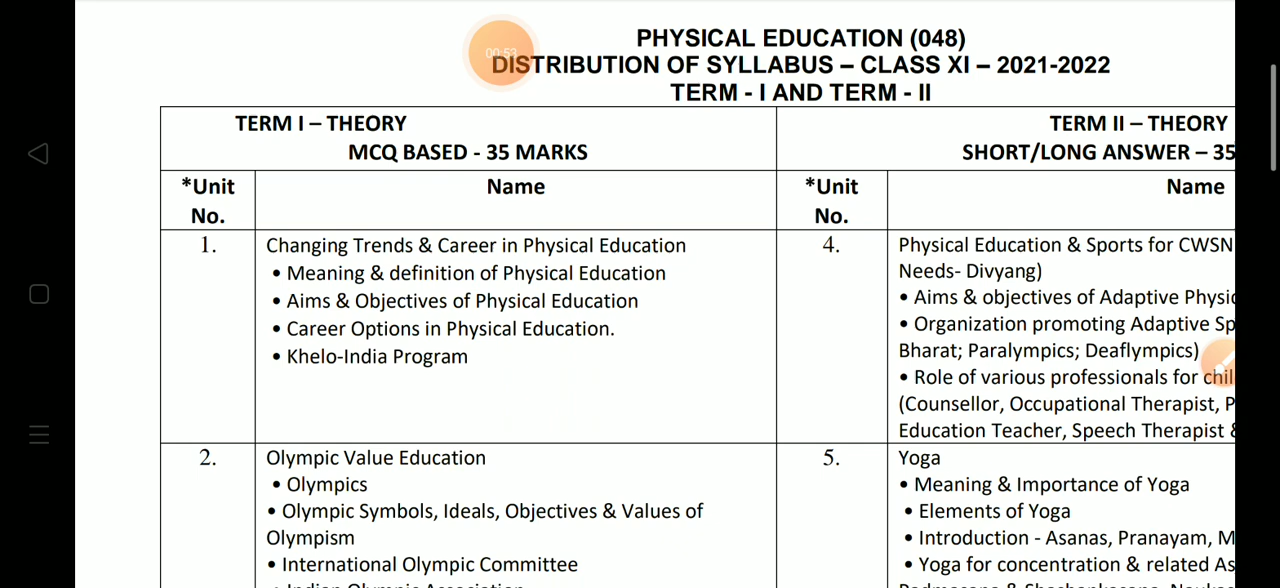 00:53
PHYSICAL EDUCATION (048)
DISTRIBUTION OF SYLLABUS – CLASS XI – 2021-2022
TERM - I AND TERM - II
TERM I – THEORY
MCQ BASED - 35 MARKS
TERM II – THEORY
SHORT/LONG ANSWER – 35
*Unit No.
Name
*Unit No.
Name
1.
Changing Trends & Career in Physical Education
• Meaning & definition of Physical Education
• Aims & Objectives of Physical Education
• Career Options in Physical Education.
• Khelo-India Program
4.
Physical Education & Sports for CWSN
Needs- Divyang)
• Aims & objectives of Adaptive
• Organization promoting Adaptive
Bharat; Paralympics; Deaflympics)
• Role of various professionals for
(Counsellor, Occupational Therapist,
Education Teacher, Speech Therapist
2.
Olympic Value Education
• Olympics
• Olympic Symbols, Ideals, Objectives & Values of
Olympism
• International Olympic Committee
• Indian Olympic Association
5.
Yoga
• Meaning & Importance of Yoga
• Elements of Yoga
• Introduction - Asanas, Pranayam,
• Yoga for concentration & related